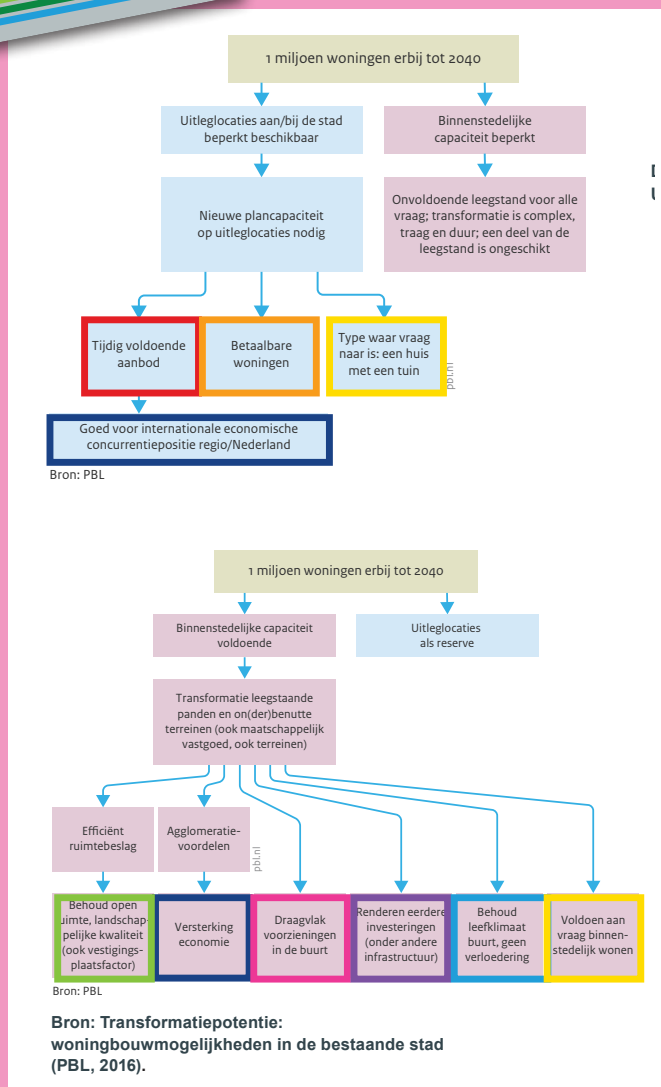 1 miljoen woningen erbij tot 2040
Uitleglocaties aan/bij de stad
beperkt beschikbaar
Binnenstedelijke
capaciteit beperkt
Nieuwe plancapaciteit
op uitleglocaties nodig
Onvoldoende leegstand voor alle
vraag; transformatie is complex,
traag en duur; een deel van de
leegstand is ongeschikt
Tijdig voldoende
aanbod
Betaalbare
woningen
Type waar vraag
naar is: een huis
met een tuin
pbl.nl
Goed voor internationale economische
concurrentiepositie regio/Nederland
Bron: PBL
1 miljoen woningen erbij tot 2040
Binnenstedelijke capaciteit
voldoende
Uitleglocaties
als reserve
Transformatie leegstaande
panden en on(der)benutte
terreinen (ook maatschappelijk
vastgoed, ook terreinen)
Efficiënt
ruimtebeslag
Agglomeratie-
voordelen
pbl.nl
Behoud open
uimte, landschap-
pelijke kwaliteit
(ook vestigings-
plaatsfactor)
Versterking
economie
Draagvlak
voorzieningen
in de buurt
Renderen eerdere
investeringen
(onder andere
infrastructuur)
Behoud
leefklimaat
buurt, geen
verloedering
Voldoen aan
vraag binnen-
stedelijk wonen
Bron: PBL
Bron: Transformatiepotentie:
woningbouwmogelijkheden in de bestaande stad
(PBL, 2016).